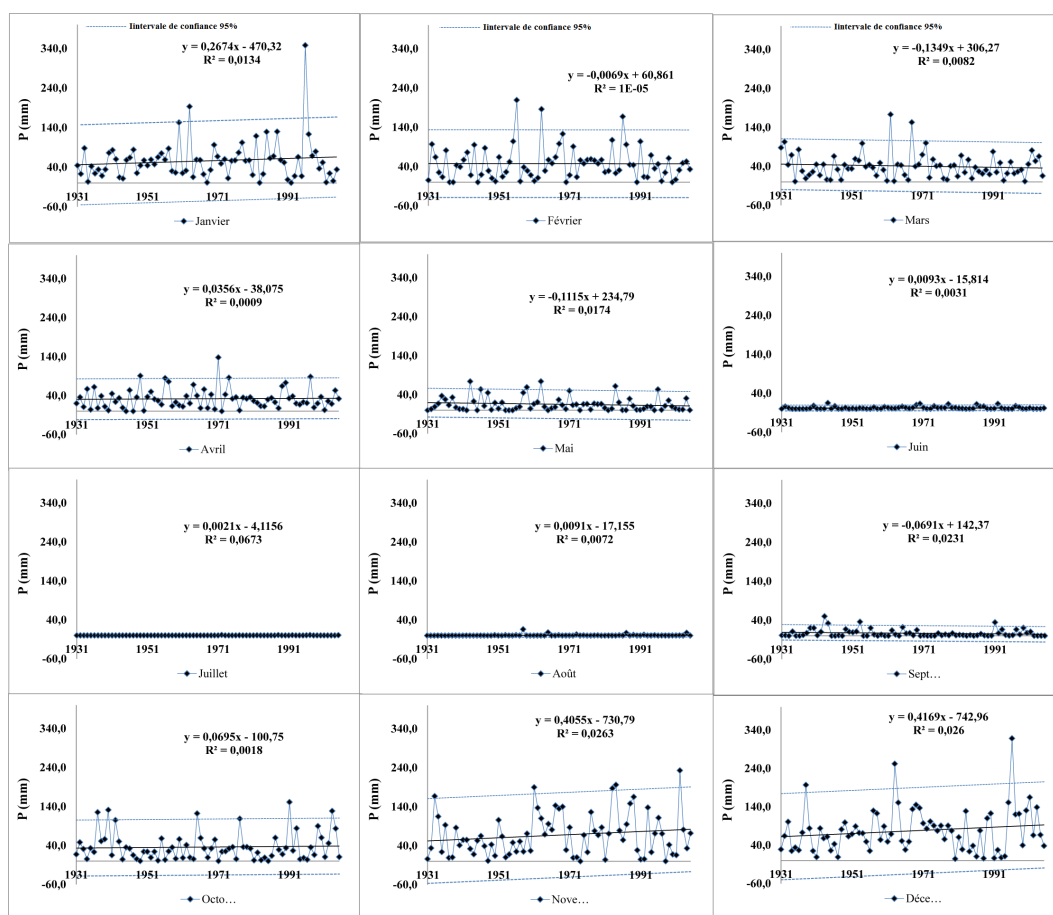 Iintervale de confiance 95%
340,0
240,0
140,0
40,0
-60,0
P (mm)
y = 0,2674x - 470,32
R² = 0,0134
1931
1951
1971
1991
Janvier
Iintervale de confiance 95%
340,0
240,0
140,0
40,0
-60,0
P (mm)
y = -0,0069x + 60,861
R² = 1E-05
1931
1951
1971
1991
Février
Iintervale de confiance 95%
340,0
240,0
140,0
40,0
-60,0
P (mm)
y = -0,1349x + 306,27
R² = 0,0082
1931
1951
1971
1991
Mars
340,0
240,0
140,0
40,0
-60,0
P (mm)
y = 0,0356x - 38,075
R² = 0,0009
1931
1951
1971
1991
Avril
340,0
240,0
140,0
40,0
-60,0
P (mm)
y = -0,1115x + 234,79
R² = 0,0174
1931
1951
1971
1991
Mai
340,0
240,0
140,0
40,0
-60,0
P (mm)
y = 0,0093x - 15,814
R² = 0,0031
1931
1951
1971
1991
Juin
340,0
240,0
140,0
40,0
-60,0
P (mm)
y = 0,0021x - 4,1156
R² = 0,0673
1931
1951
1971
1991
Juillet
340,0
240,0
140,0
40,0
-60,0
P (mm)
y = 0,0091x - 17,155
R² = 0,0072
1931
1951
1971
1991
Août
340,0
240,0
140,0
40,0
-60,0
P (mm)
y = -0,0691x + 142,37
R² = 0,0231
1931
1951
1971
1991
Sept…
340,0
240,0
140,0
40,0
-60,0
P (mm)
y = 0,0695x - 100,75
R² = 0,0018
1931
1951
1971
1991
Octo…
340,0
240,0
140,0
40,0
-60,0
P (mm)
y = 0,4055x - 730,79
R² = 0,0263
1931
1951
1971
1991
Nove…
340,0
240,0
140,0
40,0
-60,0
P (mm)
y = 0,4169x - 742,96
R² = 0,026
1931
1951
1971
1991
Déce…